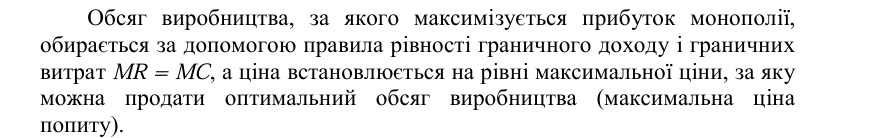 Обсяг виробництва, за якого максимізується прибуток монополії,
обирається за допомогою правила рівності граничного доходу і граничних
витрат MR = MC, а ціна встановлюється на рівні максимальної ціни, за яку
можна продати оптимальний обсяг виробництва (максимальна ціна
попиту).